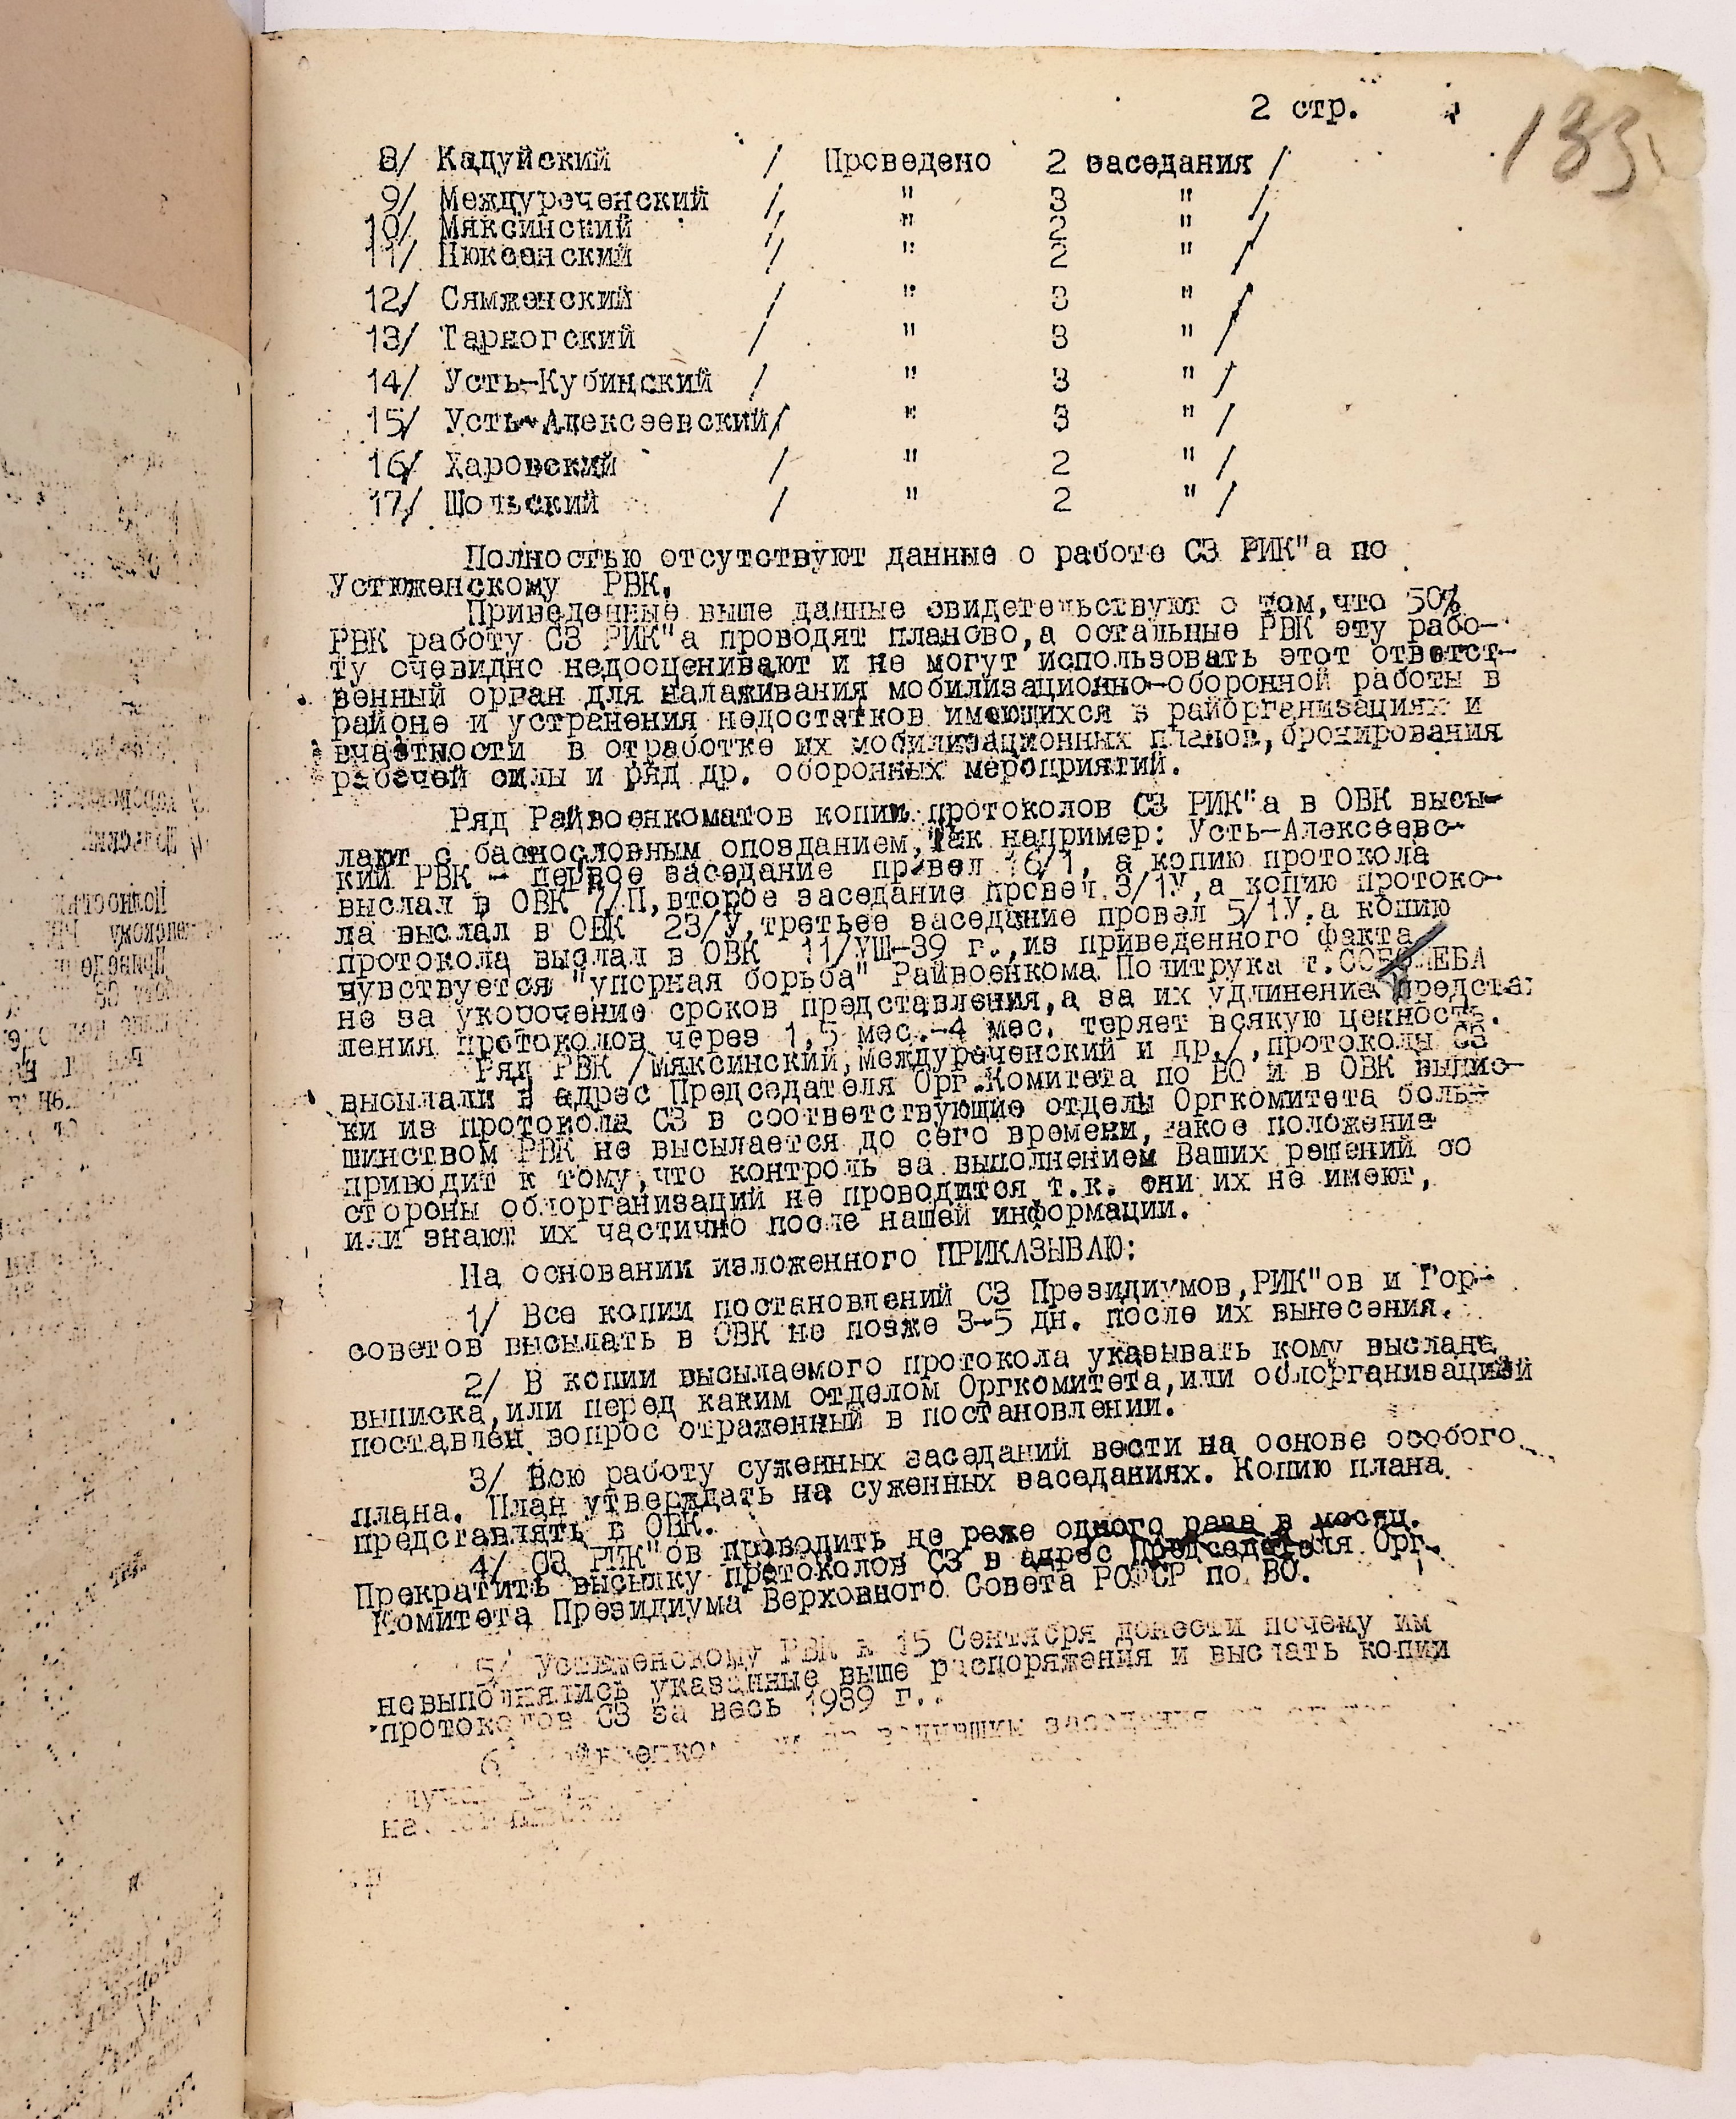 2 стр.
183
8/ Кадуйский / Проведено 2 заседания /
9/ Междуреченский / " 3 " /
10/ Мяксинский / " 2 " /
11/ Нюксенский / " 2 " /
12/ Сямженский / " 3 " /
13/ Тарногский / " 3 " /
14/ Усть-Кубинский / " 3 " /
15/ Усть-Алексеевский/ " 3 " /
16/ Харовский / " 2 " /
17/ Шольский / " 2 " /
Полностью отсутствуют данные о работе СЗ РИК"а по
Устюженскому РВК.
Приведенные выше данные свидетельствуют о том,что 50%
РВК работу СЗ РИК"а проводят планово,а остальные РВК эту рабо-
ту очевидно недооценивают и не могут использовать этот ответст-
венный орган для налаживания мобилизационно-оборонной работы в
районе и устранения недостатков имеющихся в райорганизациях и
вчастности в отработке их мобилизационных планов,бронирования
рабочей силы и ряд др. оборонных мероприятий.
Ряд Райвоенкоматов копии протоколов СЗ РИК"а в ОВК высы-
лают с баснословным опозданием,так например: Усть-Алексеевс-
кий РВК - первое заседание провел 16/1, а копию протокола
выслал в ОВК 7/П,второе заседание провел 3/1У,а копию протоко-
ла выслал в ОВК 23/У,третье заседание провел 5/1У.а копию
протокола выслал в ОВК 11/УШ-39 г.,из приведенного факта
чувствуется "упорная борьба" Райвоенкома Политрука т.СОБОЛЕВА
не за укорочение сроков представления,а за их удлинение предста-
ления протоколов через 1,5 мес.-4 мес. теряет всякую ценность.
Ряд РВК /Мяксинский,Междуреченский и др./,протоколы СЗ
высылали в адрес Председателя Орг.Комитета по ВО и в ОВК выпис-
ки из протокола СЗ в соответствующие отделы Оргкомитета боль-
шинством РВК не высылается до сего времени,такое положение
приводит к тому,что контроль за выполнением Ваших решений со
стороны облорганизаций не проводится т.к. они их не имеют,
или знают их частично после нашей информации.
На основании изложенного ПРИКАЗЫВАЮ:
1/ Все копии постановлений СЗ Президиумов,РИК"ов и Гор-
советов высылать в ОВК не позже 3-5 дн. после их вынесения.
2/ В копии высылаемого протокола указывать кому выслана
выписка,или перед каким отделом Оргкомитета,или облорганизацией
поставлен вопрос отраженный в постановлении.
3/ Всю работу суженных заседаний вести на основе особого
плана. План утверждать на суженных заседаниях. Копию плана
представлять в ОВК.
4/ СЗ РИК"ов проводить не реже одного раза в месяц.
Прекратить высылку протоколов СЗ в адрес Председателя Орг.
Комитета Президиума Верховного Совета РСФСР по ВО.
5/ Устюженскому РВК к 15 Сентября донести почему им
невыполнялись указанные выше распоряжения и выслать копии
протоколов СЗ за весь 1939 г..
6 заседания